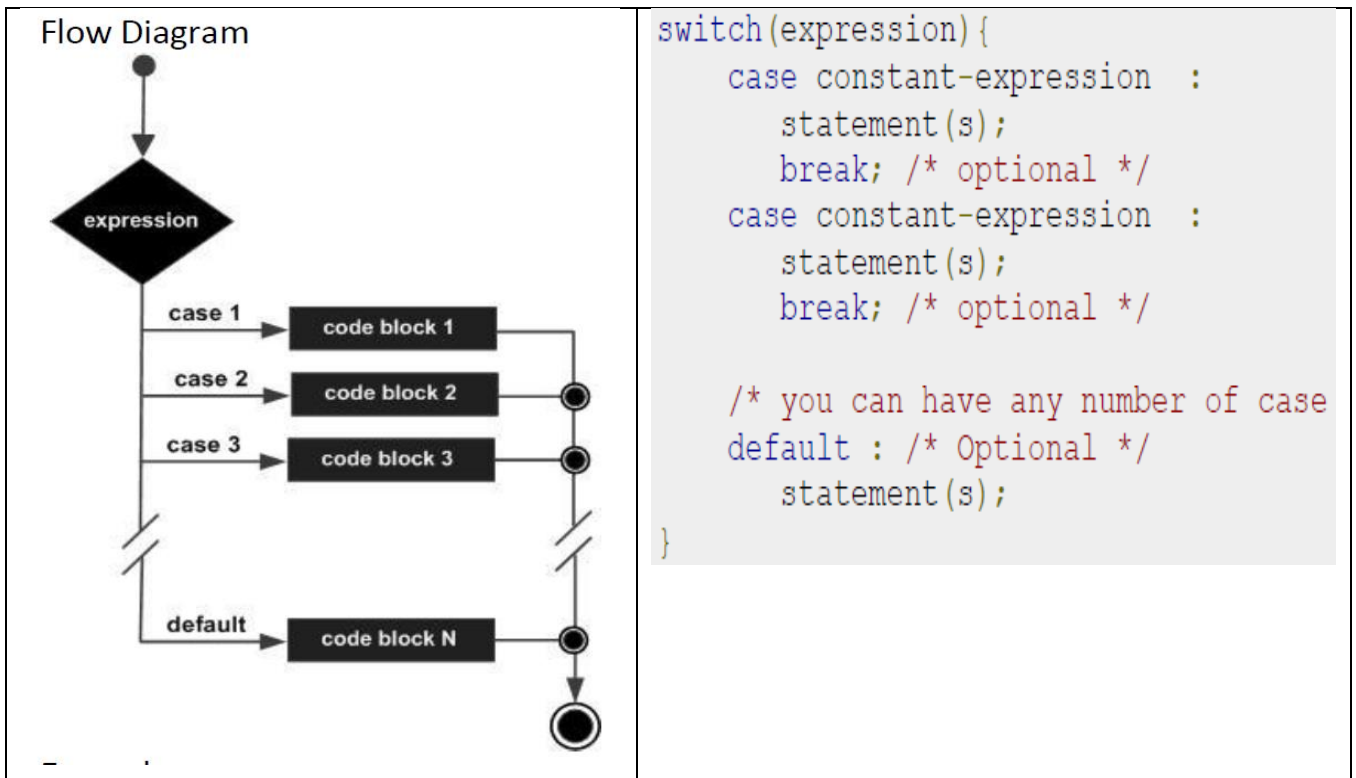 Flow Diagram
expression
case 1
code block 1
case 2
code block 2
case 3
code block 3
default
code block N
switch(expression){
case constant-expression :
statement(s);
break; /* optional */
case constant-expression :
statement(s);
break; /* optional */
/* you can have any number of case
default : /* Optional */
statement(s);
}